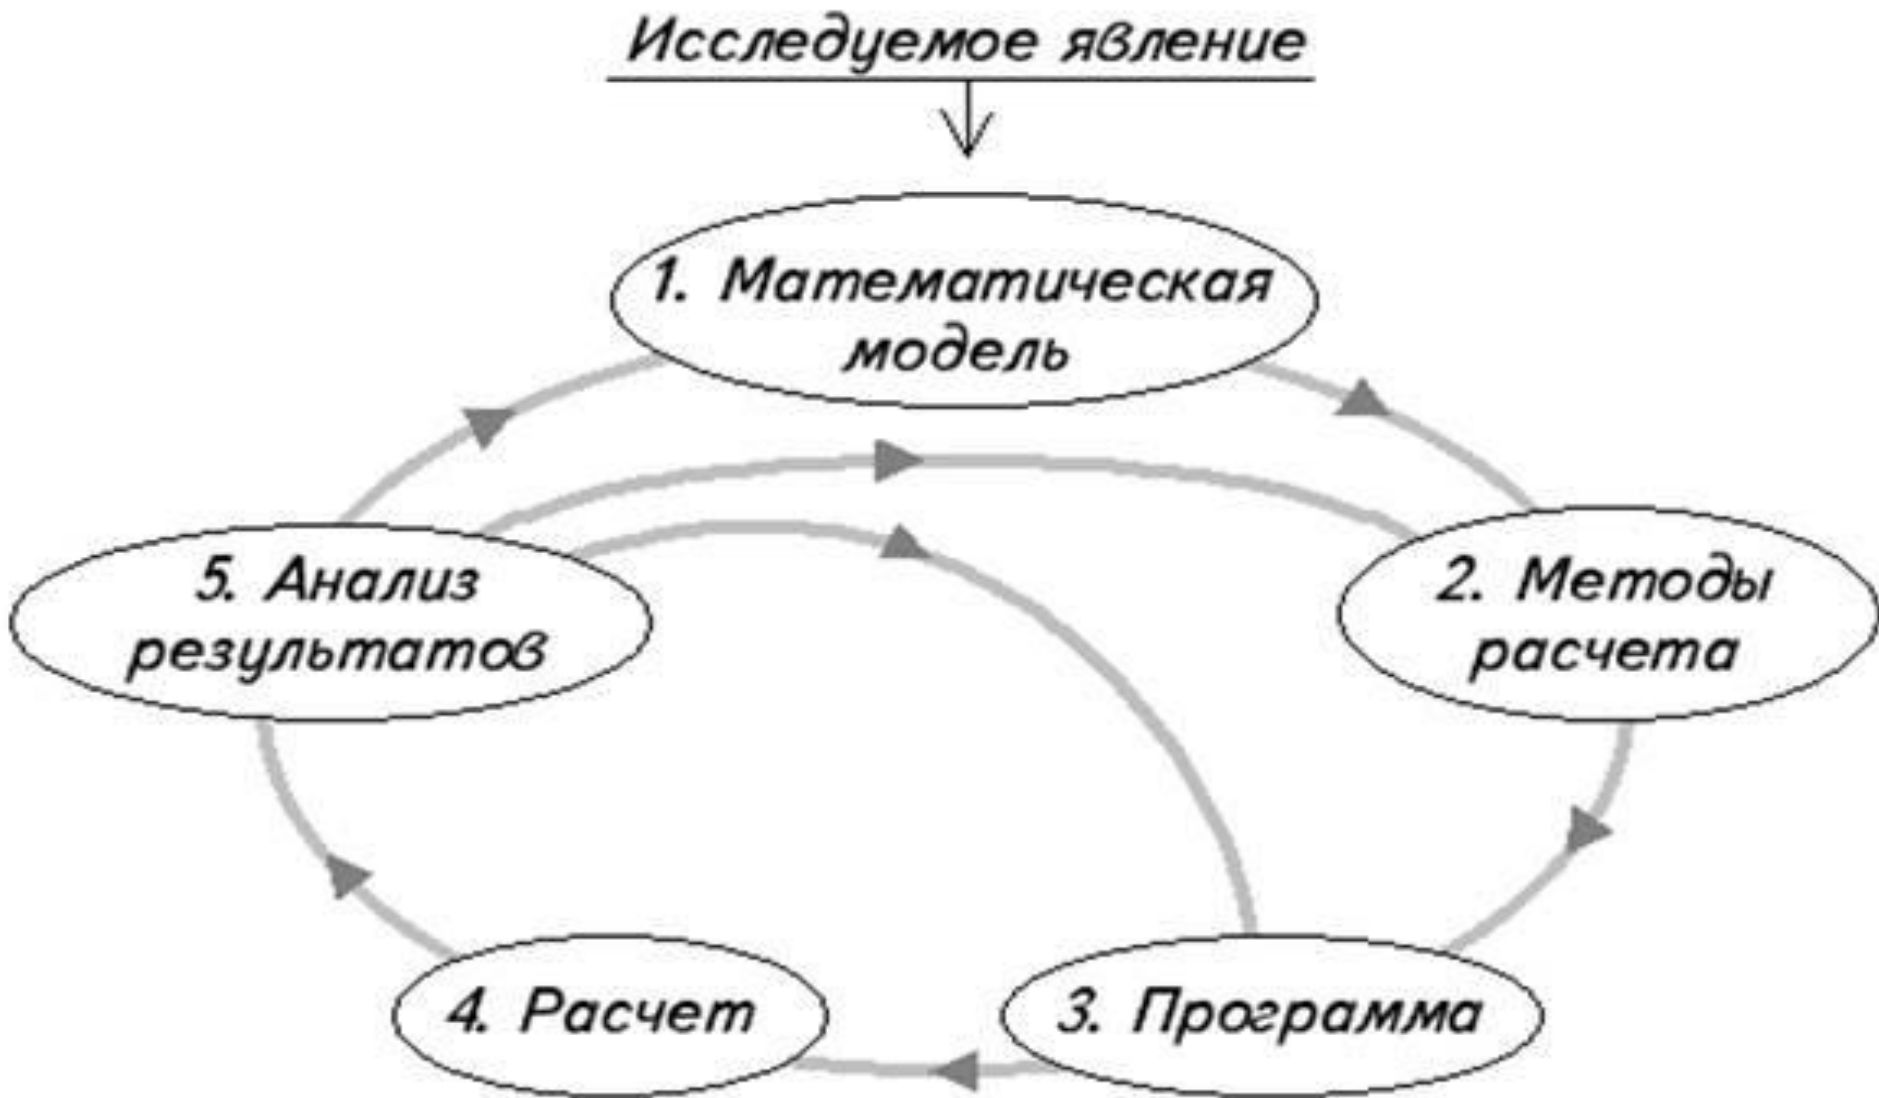 Исследуемое явление
1. Математическая
модель
5. Анализ
результатов
2. Методы
расчета
4. Расчет
3. Программа